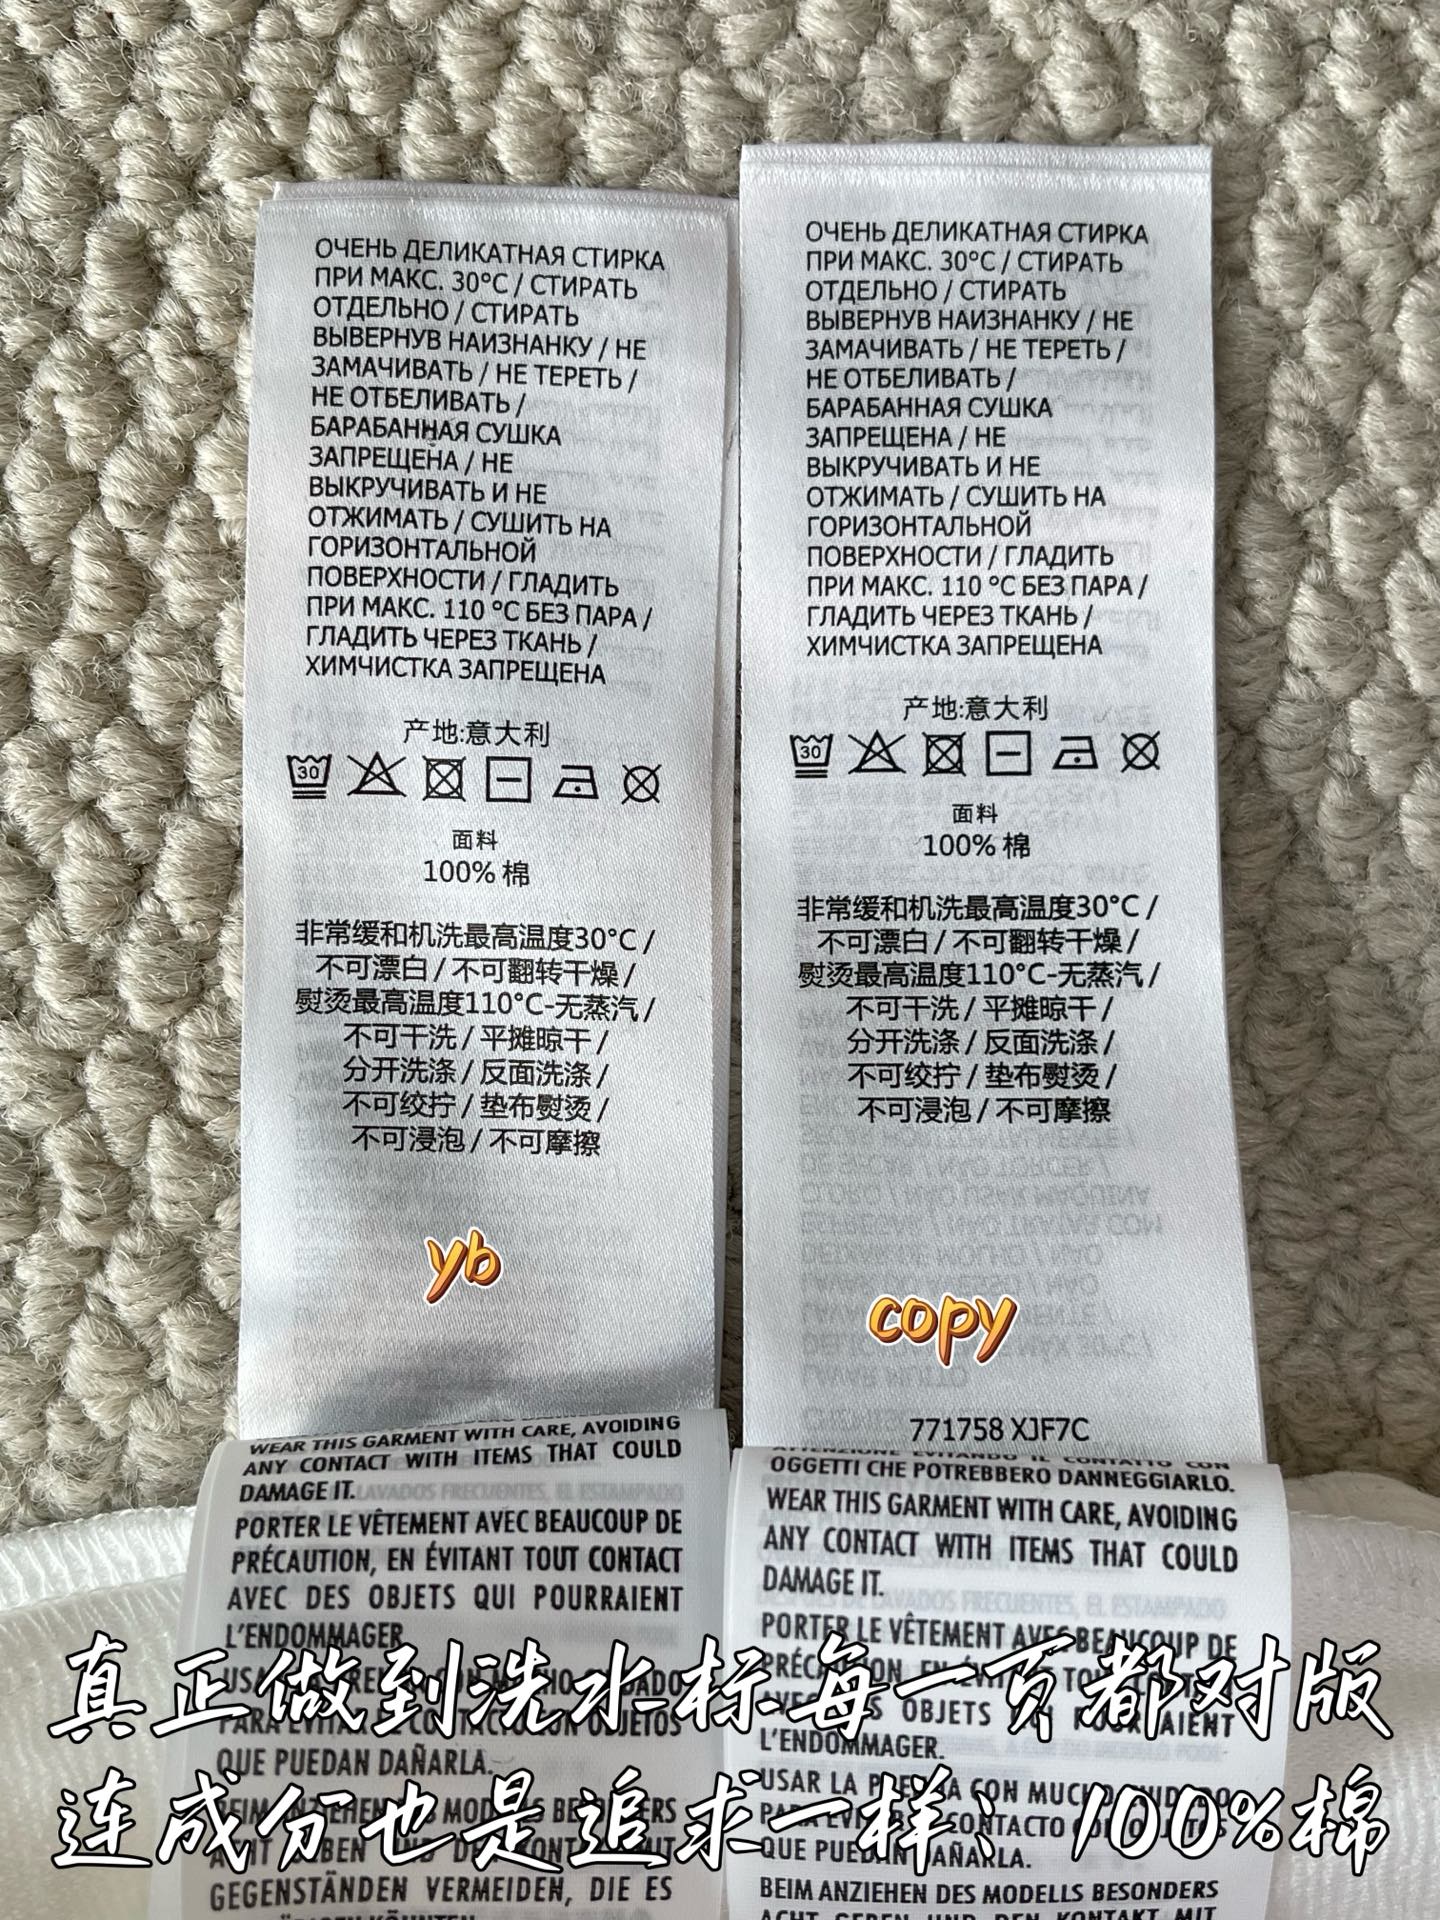 ОЧЕНЬ ДЕЛИКАТНАЯ СТИРКА
ПРИ МАКС. 30°C / СТИРАТЬ
ОТДЕЛЬНО / СТИРАТЬ
ВЫВЕРНУВ НАИЗНАНКУ / НЕ
ЗАМАЧИВАТЬ / НЕ ТЕРЕТЬ /
НЕ ОТБЕЛИВАТЬ /
БАРАБАННАЯ СУШКА
ЗАПРЕЩЕНА / НЕ
ВЫКРУЧИВАТЬ И НЕ
ОТЖИМАТЬ / СУШИТЬ НА
ГОРИЗОНТАЛЬНОЙ
ПОВЕРХНОСТИ / ГЛАДИТЬ
ПРИ МАКС. 110 °C БЕЗ ПАРА /
ГЛАДИТЬ ЧЕРЕЗ ТКАНЬ /
ХИМЧИСТКА ЗАПРЕЩЕНА
产地:意大利
30
面料
100% 棉
非常缓和机洗最高温度30°C /
不可漂白 / 不可翻转干燥 /
熨烫最高温度110°C-无蒸汽 /
不可干洗 / 平摊晾干 /
分开洗涤 / 反面洗涤 /
不可绞拧 / 垫布熨烫 /
不可浸泡 / 不可摩擦
yb
WEAR THIS GARMENT WITH CARE, AVOIDING
ANY CONTACT WITH ITEMS THAT COULD
DAMAGE IT.
PORTER LE VÊTEMENT AVEC BEAUCOUP DE
PRÉCAUTION, EN ÉVITANT TOUT CONTACT
AVEC DES OBJETS QUI POURRAIENT
L'ENDOMMAGER
QUE PUEDAN DAÑARLA.
GEGENSTÄNDEN VERMEIDEN, DIE ES
ОЧЕНЬ ДЕЛИКАТНАЯ СТИРКА
ПРИ МАКС. 30°C / СТИРАТЬ
ОТДЕЛЬНО / СТИРАТЬ
ВЫВЕРНУВ НАИЗНАНКУ / НЕ
ЗАМАЧИВАТЬ / НЕ ТЕРЕТЬ /
НЕ ОТБЕЛИВАТЬ /
БАРАБАННАЯ СУШКА
ЗАПРЕЩЕНА / НЕ
ВЫКРУЧИВАТЬ И НЕ
ОТЖИМАТЬ / СУШИТЬ НА
ГОРИЗОНТАЛЬНОЙ
ПОВЕРХНОСТИ / ГЛАДИТЬ
ПРИ МАКС. 110 °C БЕЗ ПАРА /
ГЛАДИТЬ ЧЕРЕЗ ТКАНЬ /
ХИМЧИСТКА ЗАПРЕЩЕНА
产地:意大利
30
面料
100% 棉
非常缓和机洗最高温度30°C /
不可漂白 / 不可翻转干燥 /
熨烫最高温度110°C-无蒸汽 /
不可干洗 / 平摊晾干 /
分开洗涤 / 反面洗涤 /
不可绞拧 / 垫布熨烫 /
不可浸泡 / 不可摩擦
copy
771758 XJF7C
OGGETTI CHE POTREBBERO DANNEGGIARLO.
WEAR THIS GARMENT WITH CARE, AVOIDING
ANY CONTACT WITH ITEMS THAT COULD
DAMAGE IT.
PORTER LE VÊTEMENT AVEC BEAUCOUP DE
OBJETS QUI POURRAIENT
L'ENDOMMAGER.
QUE PUEDAN DAÑARLA.
BEIM ANZIEHEN DES MODELLS BESONDERS
真正做到洗水标每一页都对版
连成分也是追求一样、100%棉